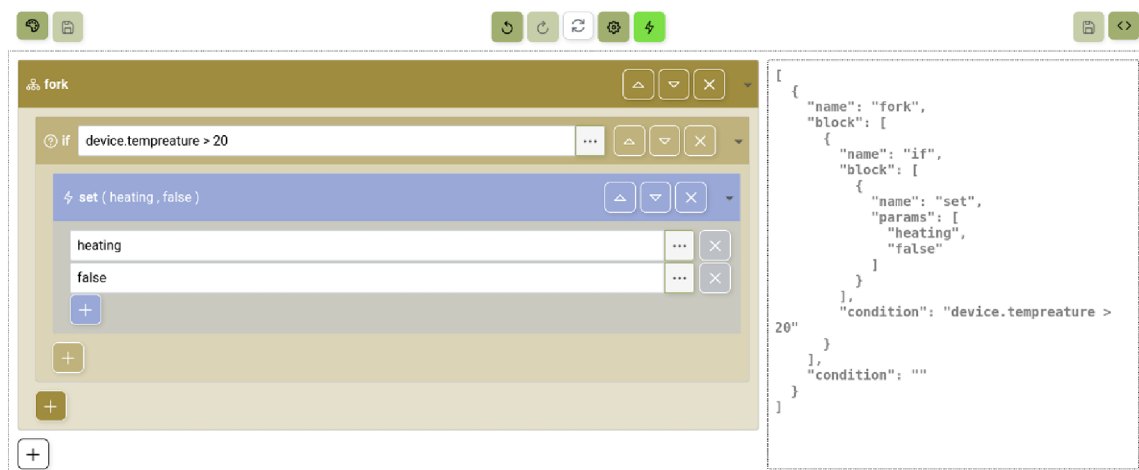 fork
if device.tempreature > 20 ...
set ( heating , false )
heating ...
false ...
[
  {
    "name": "fork",
    "block": [
      {
        "name": "if",
        "block": [
          {
            "name": "set",
            "params": [
              "heating",
              "false"
            ]
          }
        ],
        "condition": "device.tempreature >
20"
      }
    ],
    "condition": ""
  }
]